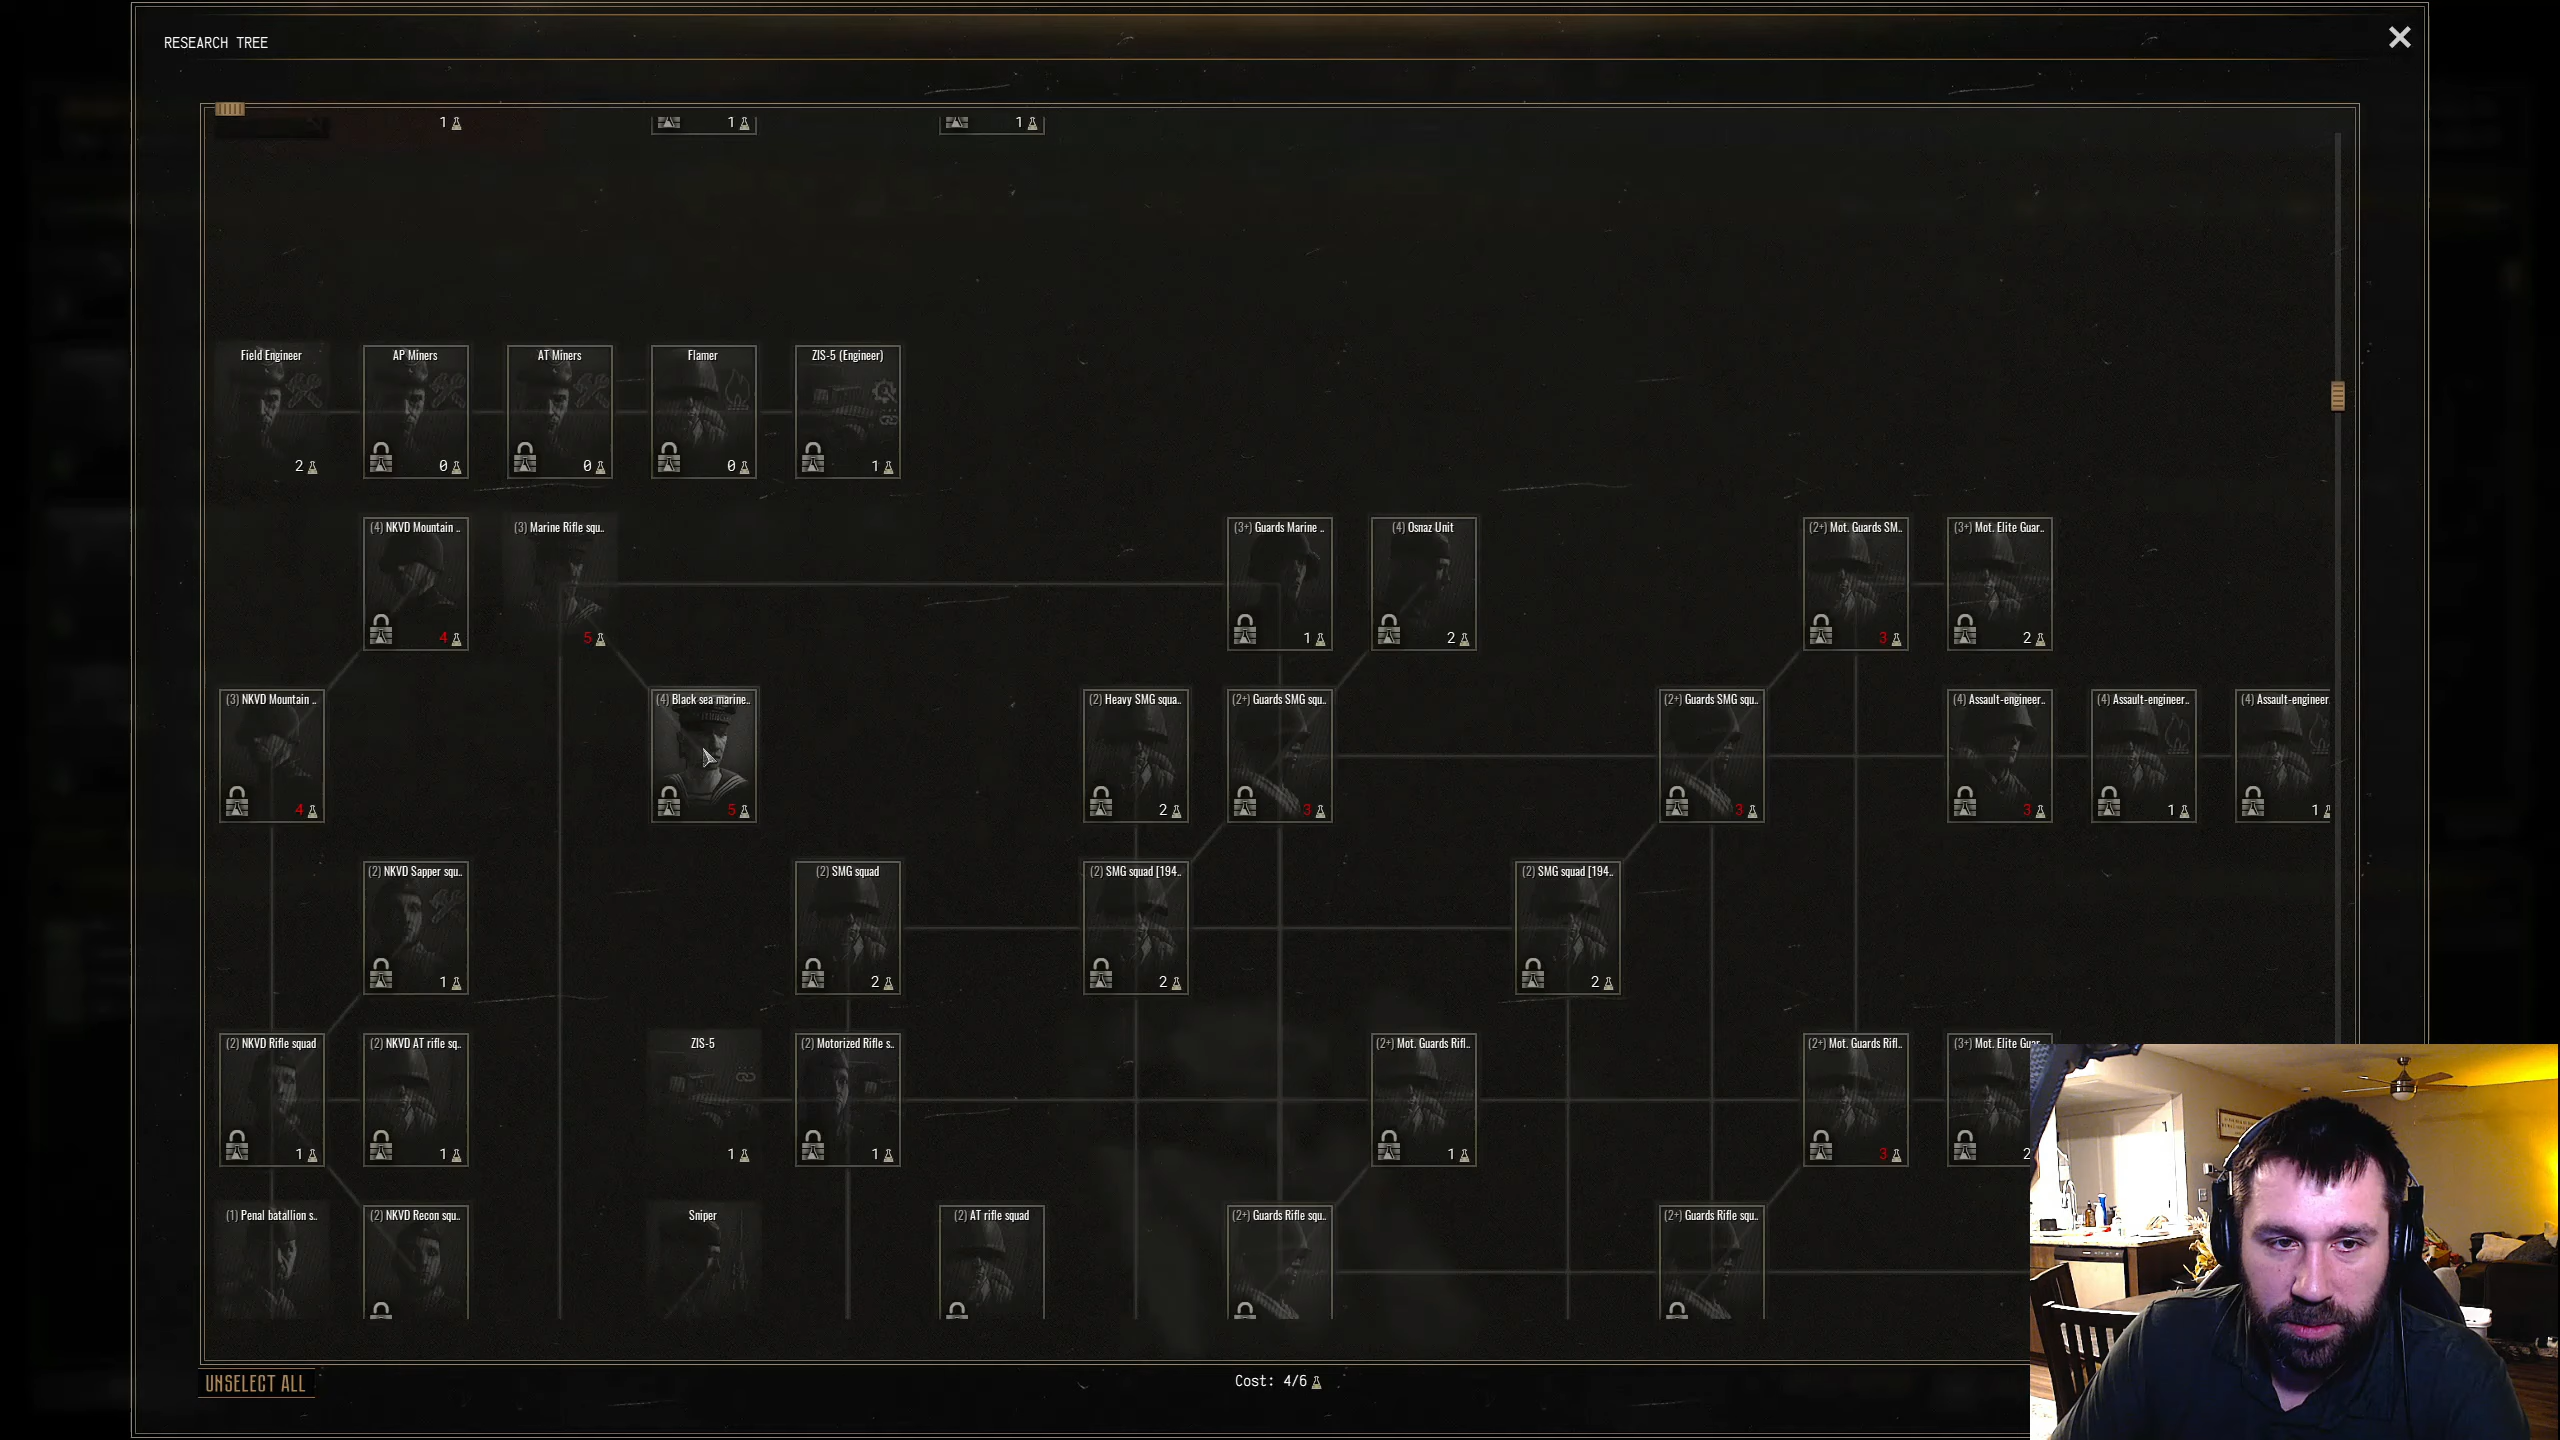 RESEARCH TREE
1 1 1
Field Engineer AP Miners AT Miners Flamer ZIS-5 (Engineer)
2 0 0 0 1
(4) NKVD Mountain .. (3) Marine Rifle squ.. (3+) Guards Marine .. (4) Osnaz Unit (2+) Mot. Guards SM.. (3+) Mot. Elite Guar..
4 5 1 2 3 2
(3) NKVD Mountain .. (4) Black sea marine.. (2) Heavy SMG squa.. (2+) Guards SMG squ.. (2+) Guards SMG squ.. (4) Assault-engineer.. (4) Assault-engineer.. (4) Assault-engineer
4 5 2 3 3 3 1 1
(2) NKVD Sapper squ.. (2) SMG squad (2) SMG squad [194.. (2) SMG squad [194..
1 2 2 2
(2) NKVD Rifle squad (2) NKVD AT rifle sq.. ZIS-5 (2) Motorized Rifle s.. (2+) Mot. Guards Rifl.. (2+) Mot. Guards Rifl.. (3+) Mot. Elite Guar..
1 1 1 1 1 3 2
(1) Penal batallion s.. (2) NKVD Recon squ.. Sniper (2) AT rifle squad (2+) Guards Rifle squ.. (2+) Guards Rifle squ..
UNSELECT ALL
Cost: 4/6